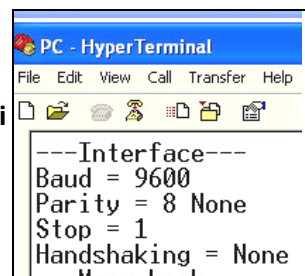 PC - HyperTerminal
File Edit View Call Transfer Help
i
---Interface---
Baud = 9600
Parity = 8 None
Stop = 1
Handshaking = None